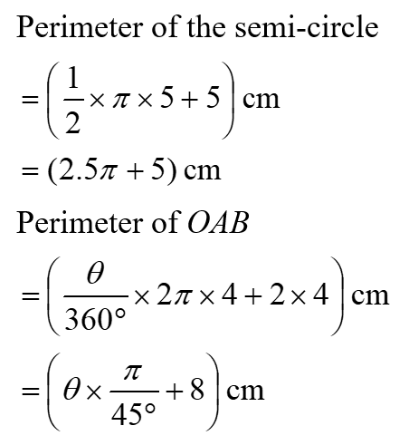 Perimeter of the semi-circle
= (1/2 × π × 5 + 5) cm
= (2.5π + 5) cm
Perimeter of OAB
= (θ/360° × 2π × 4 + 2 × 4) cm
= (θ × π/45° + 8) cm